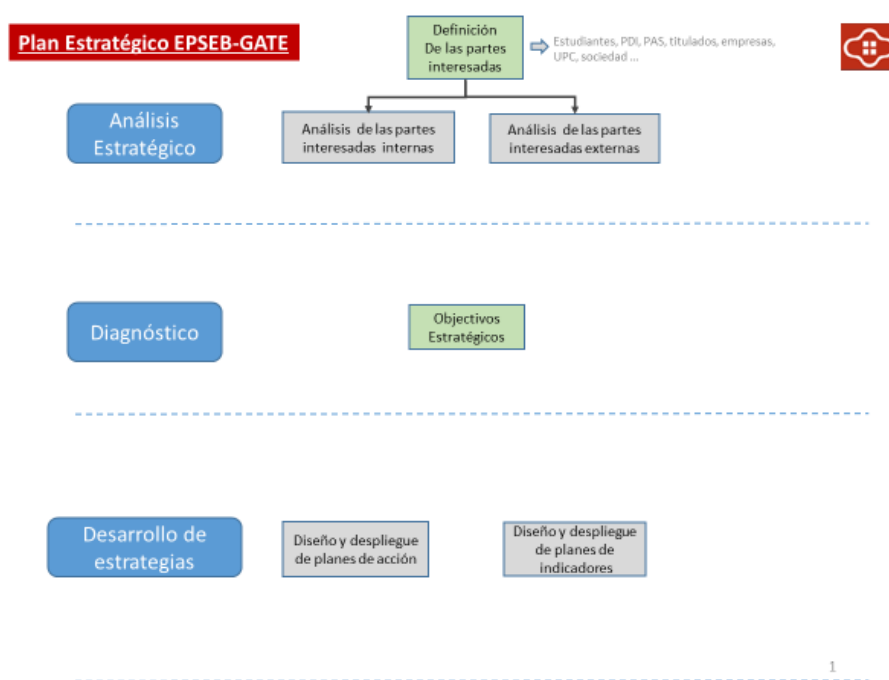 Plan Estratégico EPSEB-GATE
Definición
De las partes
interesadas
Estudiantes, PDI, PAS, titulados, empresas,
UPC, sociedad ...
Análisis
Estratégico
Análisis de las partes
interesadas internas
Análisis de las partes
interesadas externas
Diagnóstico
Objectivos
Estratégicos
Desarrollo de
estrategias
Diseño y despliegue
de planes de acción
Diseño y despliegue
de planes de
indicadores
1